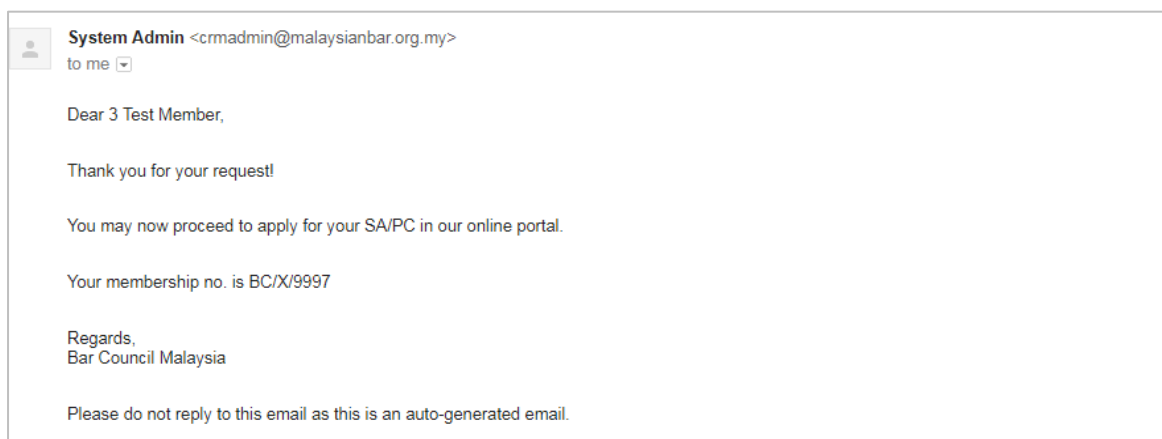 System Admin <crmadmin@malaysianbar.org.my>
to me
Dear 3 Test Member,
Thank you for your request!
You may now proceed to apply for your SA/PC in our online portal.
Your membership no. is BC/X/9997
Regards,
Bar Council Malaysia
Please do not reply to this email as this is an auto-generated email.